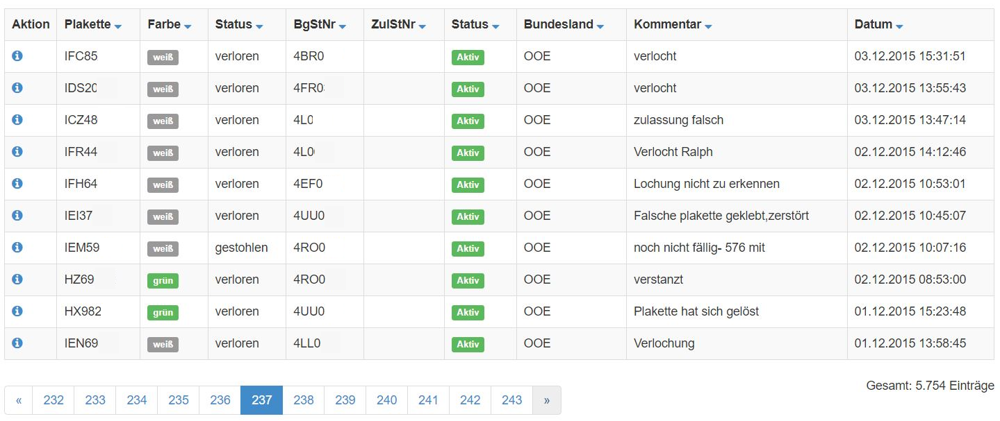 Aktion Plakette Farbe Status BgStNr ZulStNr Status Bundesland Kommentar Datum
IFC85 weiß verloren 4BR0 Aktiv OOE verlocht 03.12.2015 15:31:51
IDS20 weiß verloren 4FR0 Aktiv OOE verlocht 03.12.2015 13:55:43
ICZ48 weiß verloren 4L0 Aktiv OOE zulassung falsch 03.12.2015 13:47:14
IFR44 weiß verloren 4L0 Aktiv OOE Verlocht Ralph 02.12.2015 14:12:46
IFH64 weiß verloren 4EF0 Aktiv OOE Lochung nicht zu erkennen 02.12.2015 10:53:01
IEI37 weiß verloren 4UU0 Aktiv OOE Falsche plakette geklebt,zerstört 02.12.2015 10:45:07
IEM59 weiß gestohlen 4RO0 Aktiv OOE noch nicht fällig- 576 mit 02.12.2015 10:07:16
HZ69 grün verloren 4RO0 Aktiv OOE verstanzt 02.12.2015 08:53:00
HX982 grün verloren 4UU0 Aktiv OOE Plakette hat sich gelöst 01.12.2015 15:23:48
IEN69 weiß verloren 4LL0 Aktiv OOE Verlochung 01.12.2015 13:58:45
Gesamt: 5.754 Einträge
« 232 233 234 235 236 237 238 239 240 241 242 243 »